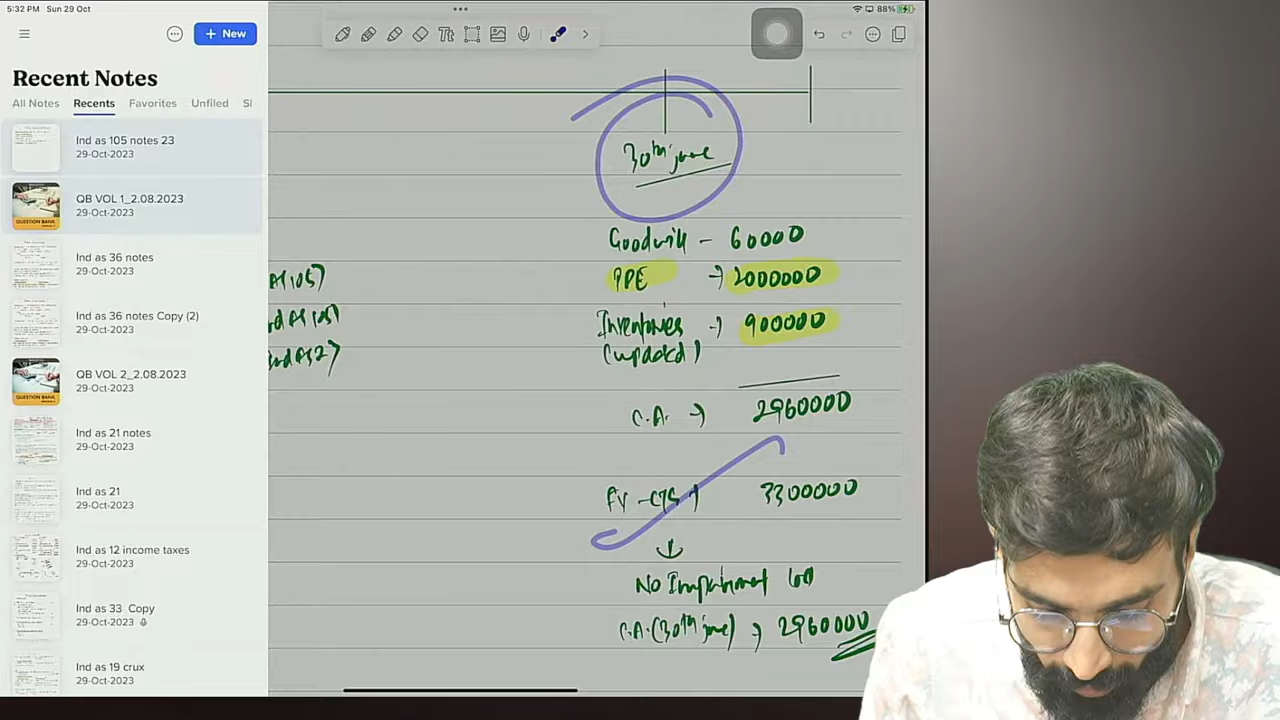 5:32 PM Sun 29 Oct
88%
+ New
Recent Notes
All Notes Recents Favorites Unfiled
Ind as 105 notes 23
29-Oct-2023
QB VOL 1_2.08.2023
29-Oct-2023
Ind as 36 notes
29-Oct-2023
Ind as 36 notes Copy (2)
29-Oct-2023
QUESTION BANK
QB VOL 2_2.08.2023
29-Oct-2023
Ind as 21 notes
29-Oct-2023
Ind as 21
29-Oct-2023
Ind as 12 income taxes
29-Oct-2023
Ind as 33 Copy
29-Oct-2023
Ind as 19 crux
29-Oct-2023
30th june
Goodwill - 60000
PPE → 2000000
Inventories → 900000
C.A. → 2960000
FV - CTS → 3300000
↓
No Impairment loss
C.A. (30th june) → 2960000